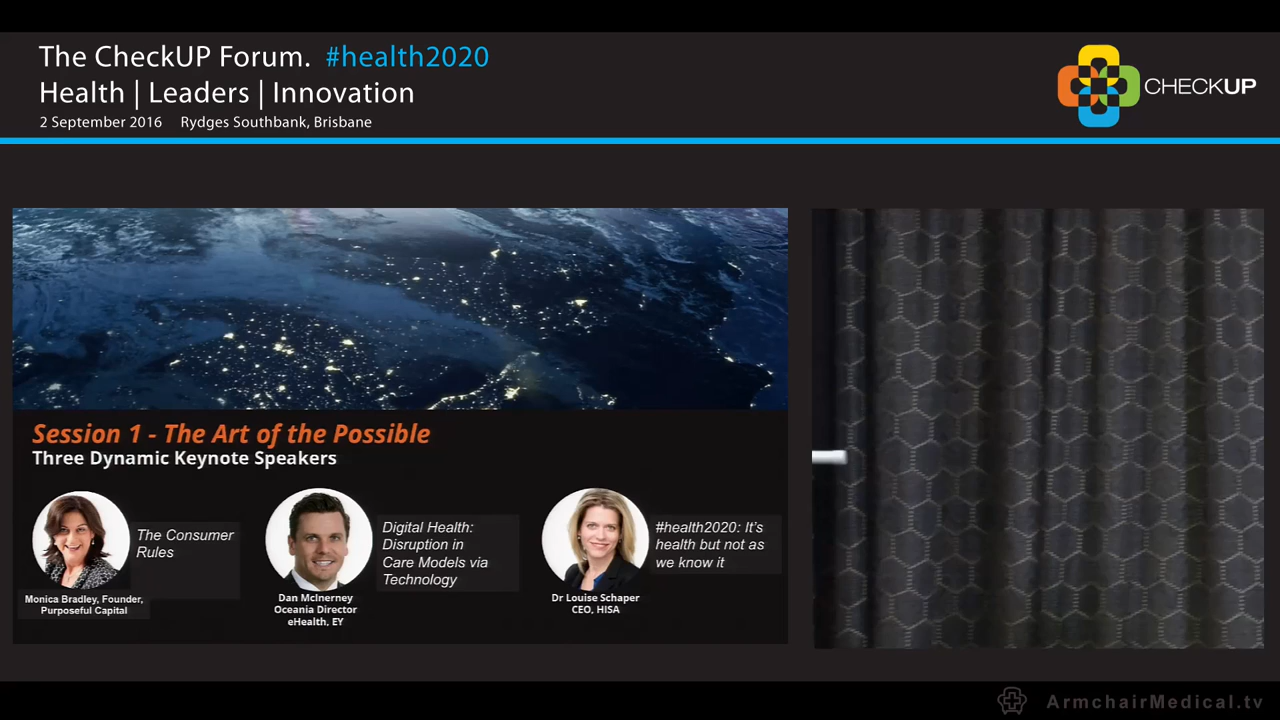 The CheckUP Forum. #health2020
Health | Leaders | Innovation
2 September 2016 Rydges Southbank, Brisbane
CHECKUP
Session 1 - The Art of the Possible
Three Dynamic Keynote Speakers
The Consumer
Rules
Monica Bradley, Founder,
Purposeful Capital
Digital Health:
Disruption in
Care Models via
Technology
Dan McInerney
Oceania Director
eHealth, EY
#health2020: It's
health but not as
we know it
Dr Louise Schaper
CEO, HISA
ArmchairMedical.tv